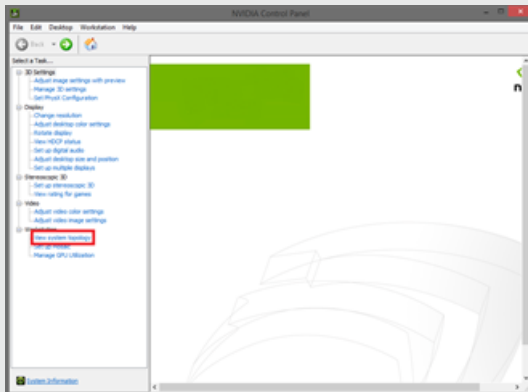 NVIDIA Control Panel
File Edit Desktop Workstation Help
Back
Select a Task...
3D Settings
Adjust image settings with preview
Manage 3D settings
Set PhysX Configuration
Display
Change resolution
Adjust desktop color settings
Rotate display
View HDCP status
Set up digital audio
Adjust desktop size and position
Set up multiple displays
Stereoscopic 3D
Set up stereoscopic 3D
View rating for games
Video
Adjust video color settings
Adjust video image settings
Workstation
View system topology
Set up Mosaic
Manage GPU Utilization
n
System Information